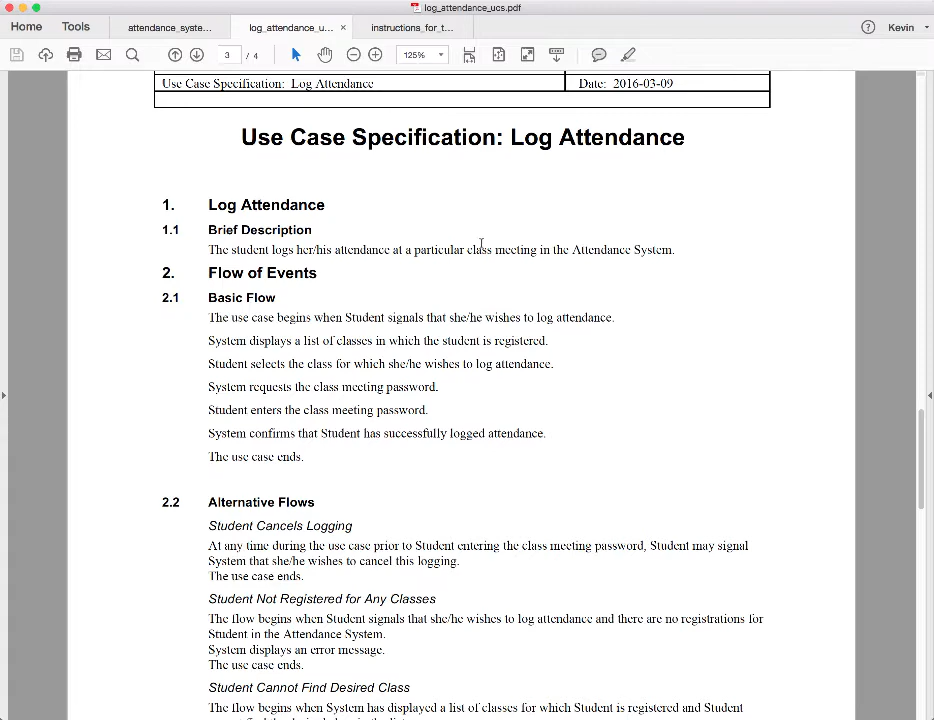 log_attendance_ucs.pdf
Home Tools attendance_syste... log_attendance_u... × instructions_for_t... ? Kevin
3 / 4 125%
Use Case Specification: Log Attendance Date: 2016-03-09
Use Case Specification: Log Attendance
1. Log Attendance
1.1 Brief Description
The student logs her/his attendance at a particular class meeting in the Attendance System.
2. Flow of Events
2.1 Basic Flow
The use case begins when Student signals that she/he wishes to log attendance.
System displays a list of classes in which the student is registered.
Student selects the class for which she/he wishes to log attendance.
System requests the class meeting password.
Student enters the class meeting password.
System confirms that Student has successfully logged attendance.
The use case ends.
2.2 Alternative Flows
Student Cancels Logging
At any time during the use case prior to Student entering the class meeting password, Student may signal
System that she/he wishes to cancel this logging.
The use case ends.
Student Not Registered for Any Classes
The flow begins when Student signals that she/he wishes to log attendance and there are no registrations for
Student in the Attendance System.
System displays an error message.
The use case ends.
Student Cannot Find Desired Class
The flow begins when System has displayed a list of classes for which Student is registered and Student